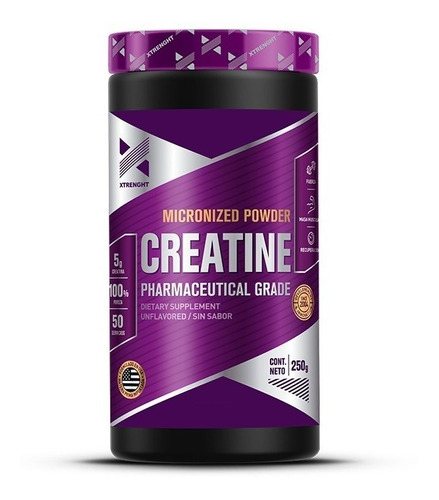 XTRENGHT
XTRENGHT
MICRONIZED POWDER
CREATINE
PHARMACEUTICAL GRADE
DIETARY SUPPLEMENT
UNFLAVORED / SIN SABOR
5g
CREATINA
100%
PUREZA
50
FUERZA
CONT.
NETO
250g